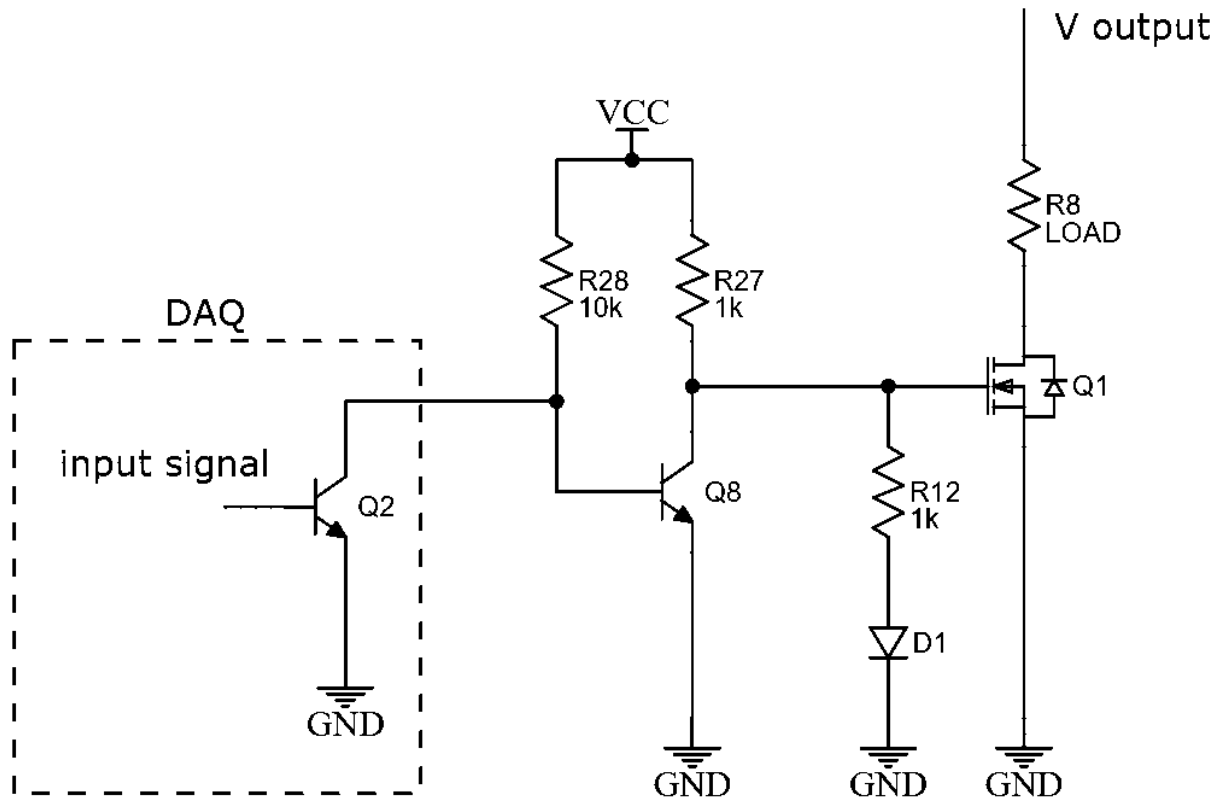 V output
VCC
R8
LOAD
R28
10k
R27
1k
DAQ
Q1
input signal
Q2
Q8
R12
1k
D1
GND
GND
GND
GND